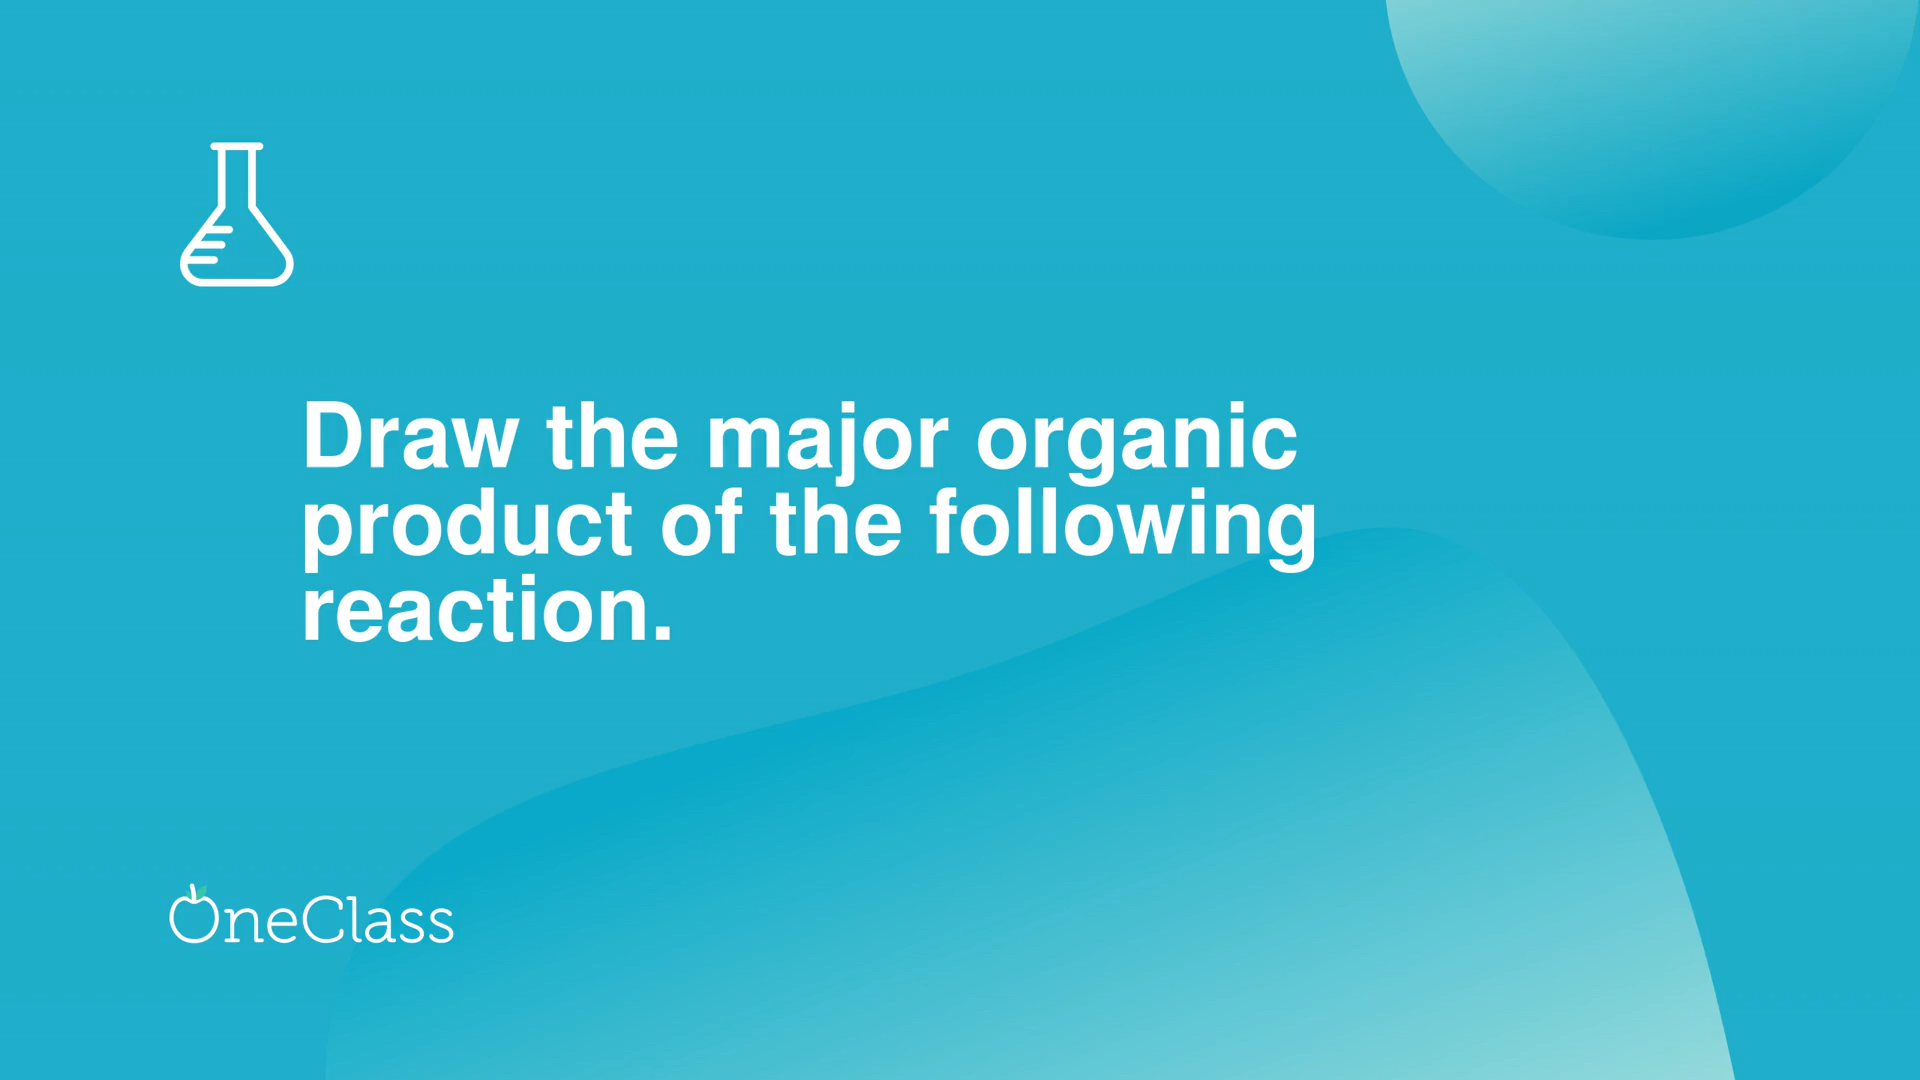 Draw the major organic
product of the following
reaction.
OneClass